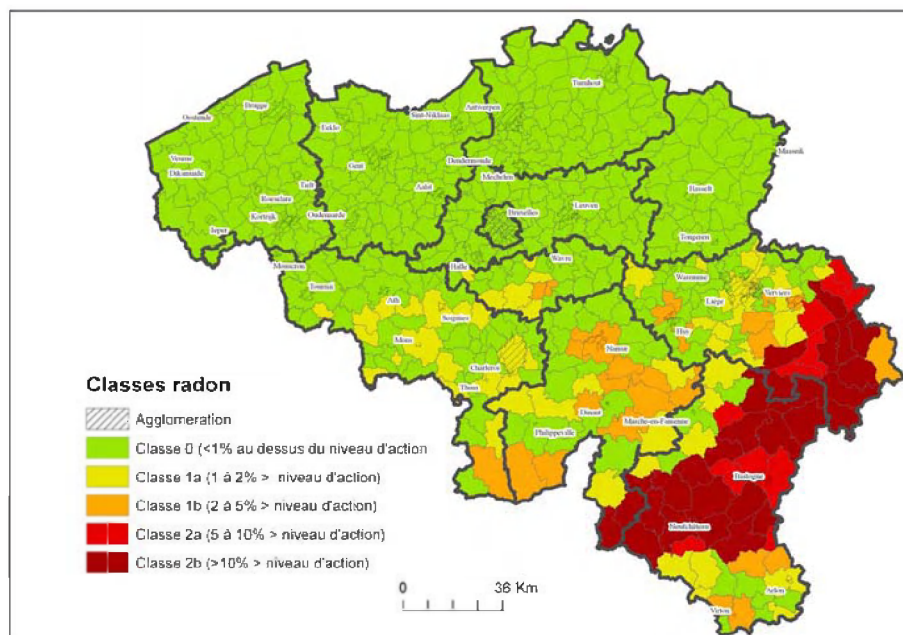 Turnhout
Brugge
Antwerpen
Oostende
Sint-Niklaas
Eeklo
Maaseik
Veurne
Gent
Dendermonde
Diksmuide
Mechelen
Tielt
Aalst
Hasselt
Roeselare
Leuven
Kortrijk
Oudenaarde
Bruxelles
Ieper
Tongeren
Mouscron
Halle
Wavre
Waremme
Tournai
Ath
Liège
Verviers
Soignies
Huy
Mons
Namur
Charleroi
Thuin
Dinant
Marche-en-Famenne
Philippeville
Bastogne
Neufchâteau
Arlon
Virton
Classes radon
Agglomeration
Classe 0 (<1% au dessus du niveau d'action
Classe 1a (1 à 2% > niveau d'action)
Classe 1b (2 à 5% > niveau d'action)
Classe 2a (5 à 10% > niveau d'action)
Classe 2b (>10% > niveau d'action)
0 36 Km